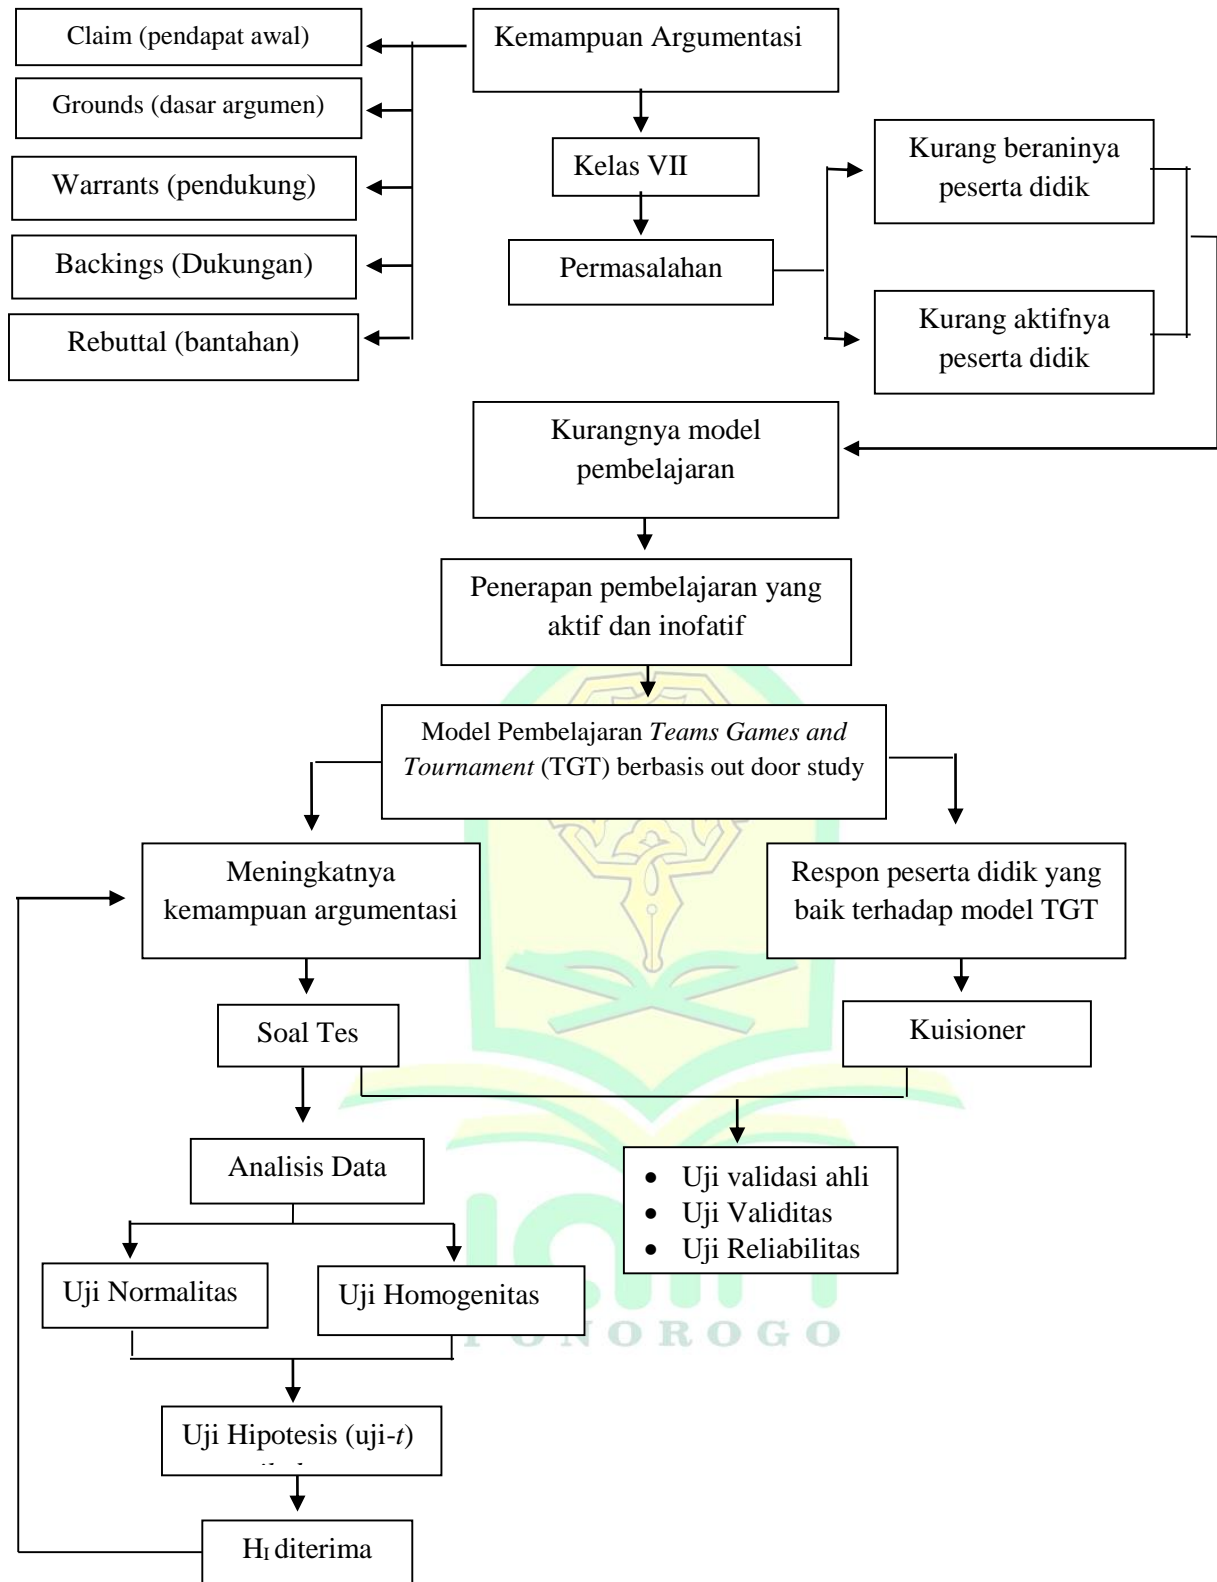 Claim (pendapat awal)
Kemampuan Argumentasi
Grounds (dasar argumen)
Warrants (pendukung)
Backings (Dukungan)
Rebuttal (bantahan)
Kelas VII
Permasalahan
Kurang beraninya
peserta didik
Kurang aktifnya
peserta didik
Kurangnya model
pembelajaran
Penerapan pembelajaran yang
aktif dan inofatif
Model Pembelajaran Teams Games and
Tournament (TGT) berbasis out door study
Meningkatnya
kemampuan argumentasi
Respon peserta didik yang
baik terhadap model TGT
Soal Tes
Kuisioner
Analisis Data
• Uji validasi ahli
• Uji Validitas
• Uji Reliabilitas
Uji Normalitas
Uji Homogenitas
PONOROGO
Uji Hipotesis (uji-t)
HI diterima